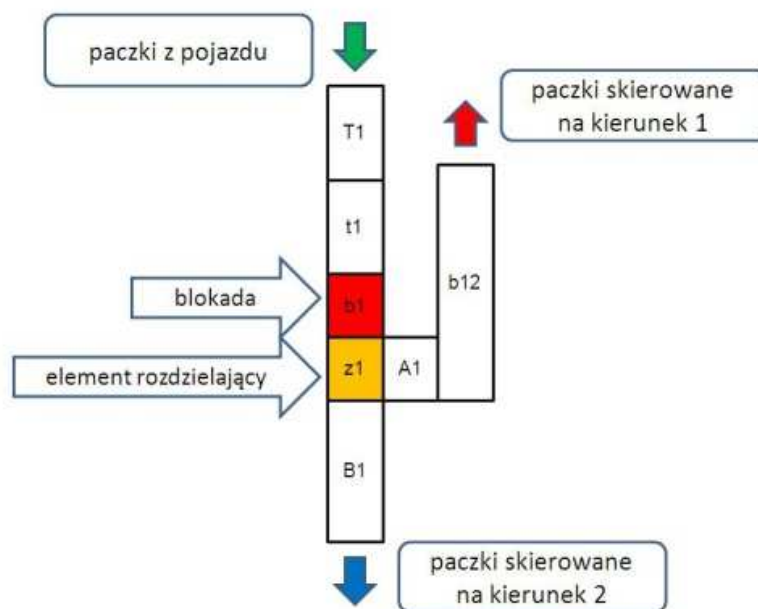 paczki z pojazdu
paczki skierowane
na kierunek 1
T1
t1
b12
blokada
b1
element rozdzielający
z1
A1
B1
paczki skierowane
na kierunek 2